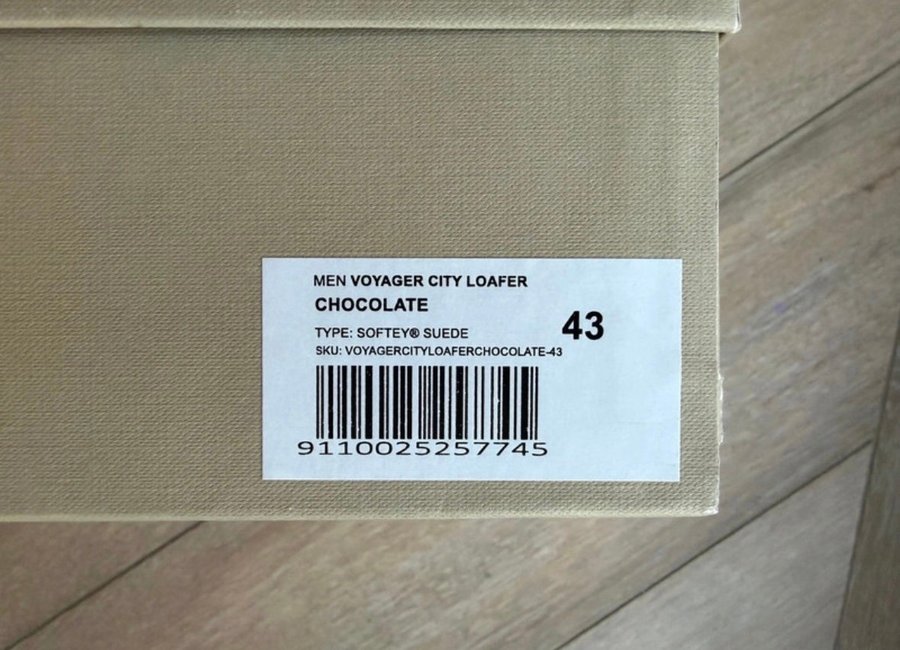 MEN VOYAGER CITY LOAFER
CHOCOLATE
43
TYPE: SOFTEY® SUEDE
SKU: VOYAGERCITYLOAFERCHOCOLATE-43
9110025257745